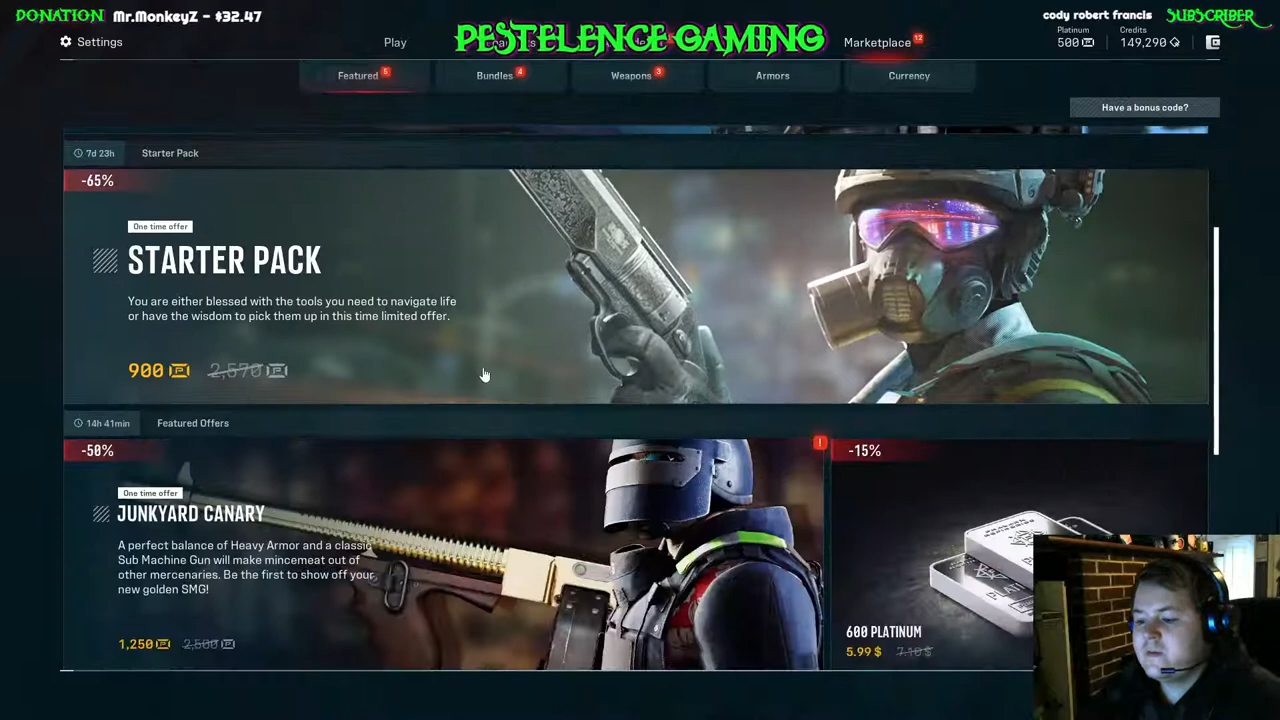 DONATION Mr.MonkeyZ - $32.47
cody robert francis SUBSCRIBER
PESTELENCE GAMING
Settings
Play
Marketplace 12
Platinum
500
Credits
149,290
Featured 5
Bundles 4
Weapons 3
Armors
Currency
Have a bonus code?
7d 23h
Starter Pack
-65%
One time offer
STARTER PACK
You are either blessed with the tools you need to navigate life
or have the wisdom to pick them up in this time limited offer.
900 2,570
14h 41min
Featured Offers
-50%
One time offer
JUNKYARD CANARY
A perfect balance of Heavy Armor and a classic
Sub Machine Gun will make mincemeat out of
other mercenaries. Be the first to show off your
new golden SMG!
1,250 2,500
-15%
600 PLATINUM
5.99 $ 7.10 $